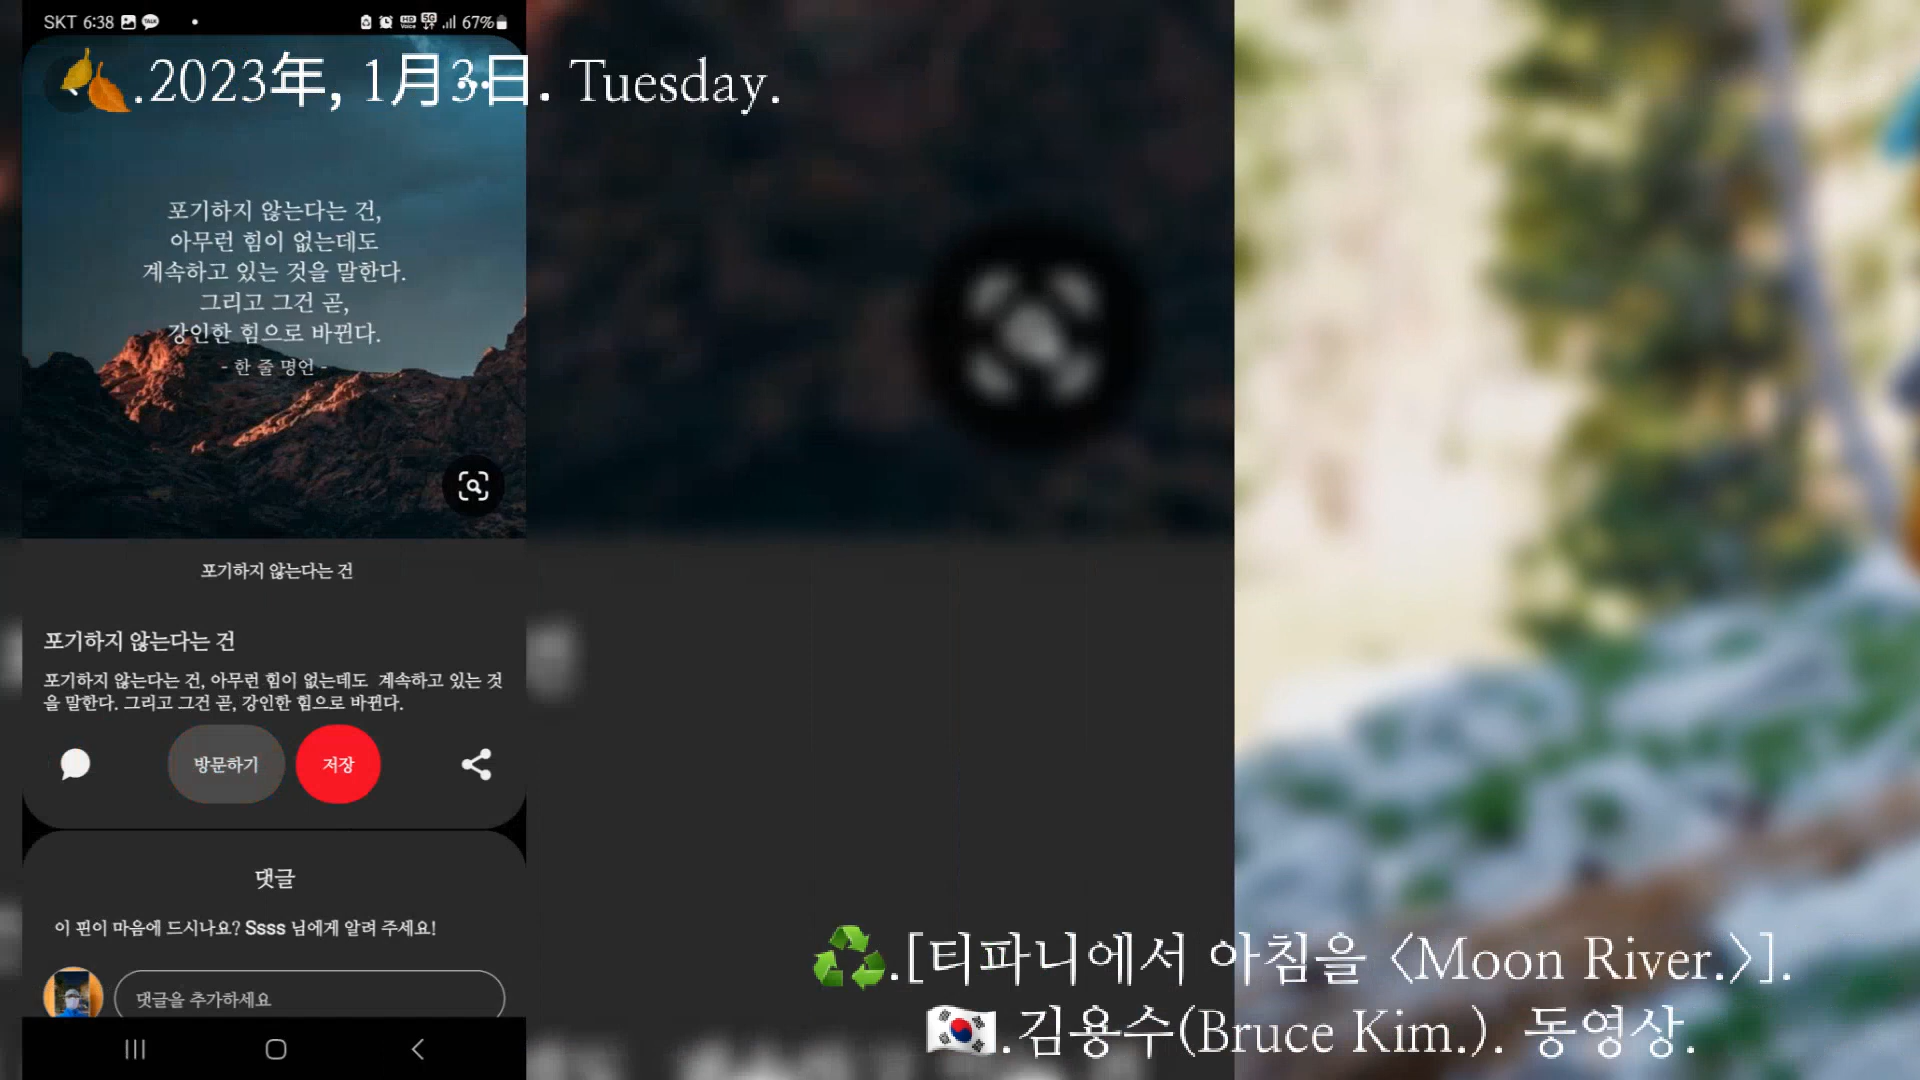 SKT 6:38
67%
.2023年, 1月3日. Tuesday.
포기하지 않는다는 건,
아무런 힘이 없는데도
계속하고 있는 것을 말한다.
그리고 그건 곧,
강인한 힘으로 바뀐다.
- 한 줄 명언 -
포기하지 않는다는 건
포기하지 않는다는 건
포기하지 않는다는 건, 아무런 힘이 없는데도 계속하고 있는 것
을 말한다. 그리고 그건 곧, 강인한 힘으로 바뀐다.
방문하기
저장
댓글
이 핀이 마음에 드시나요? Ssss 님에게 알려 주세요!
댓글을 추가하세요
.[티파니에서 아침을 〈Moon River.〉].
.김용수(Bruce Kim.). 동영상.